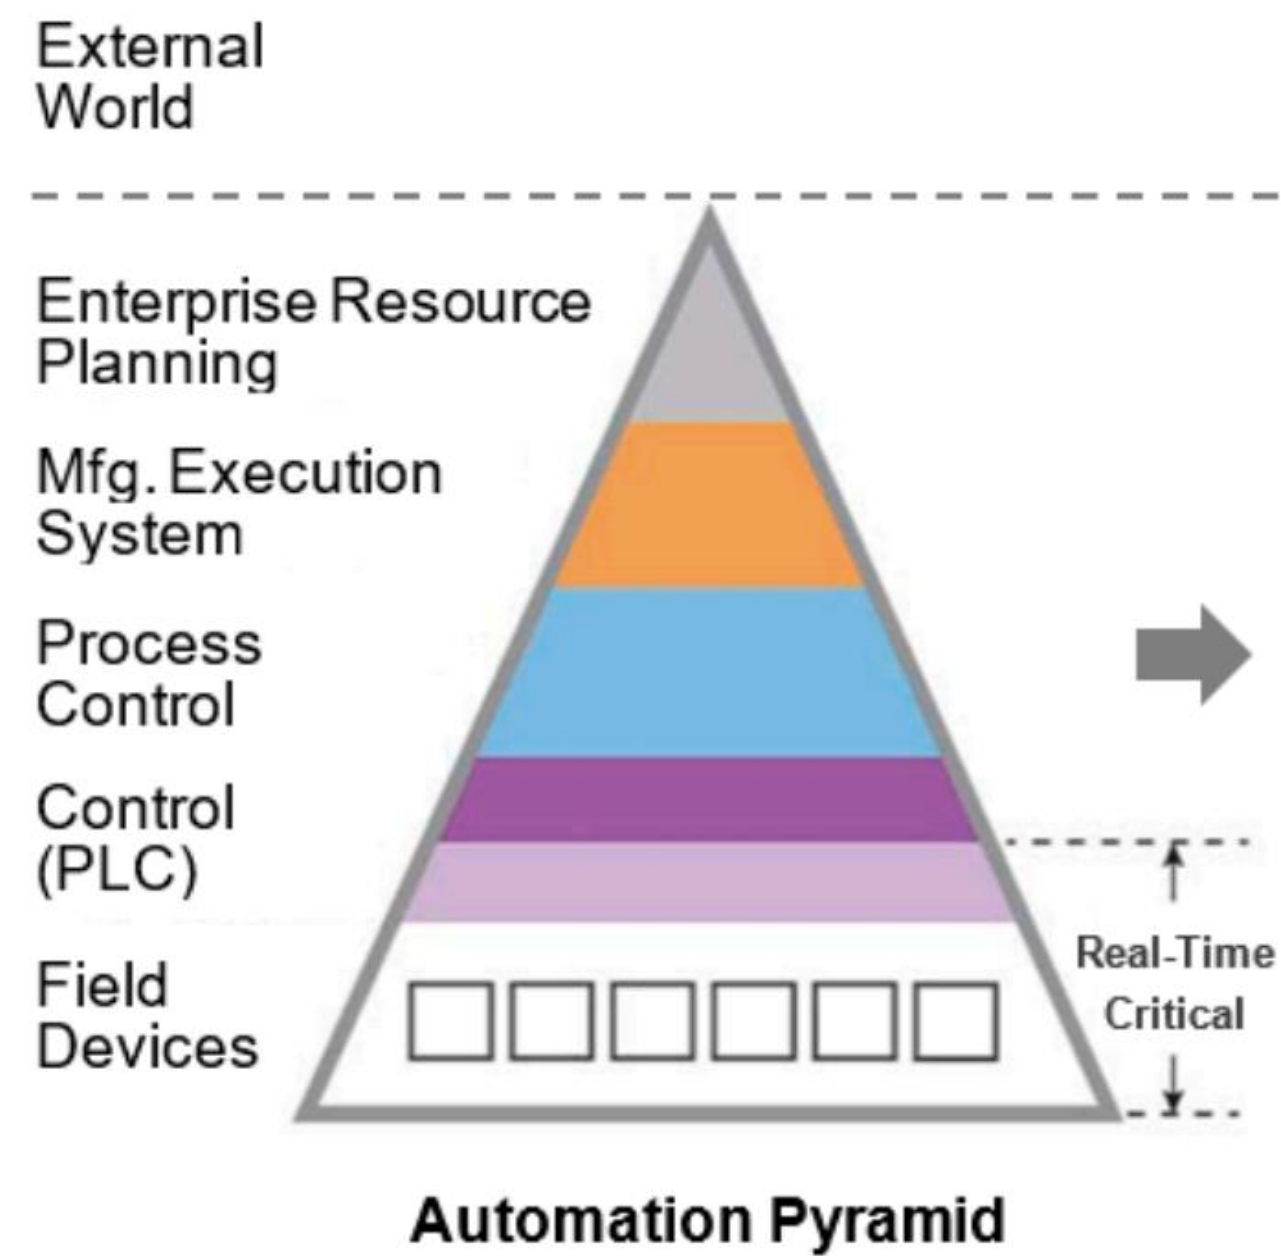 External
World
Enterprise Resource
Planning
Mfg. Execution
System
Process
Control
Control
(PLC)
Field
Devices
Real-Time
Critical
Automation Pyramid